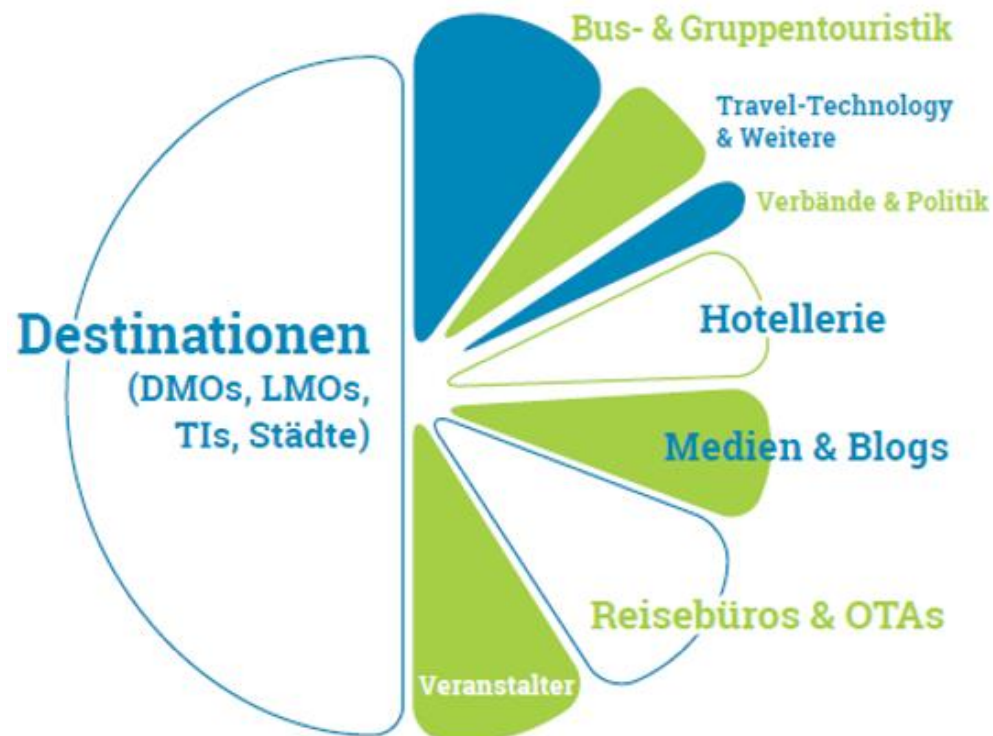 Bus- & Gruppentouristik
Travel-Technology
& Weitere
Verbände & Politik
Hotellerie
Destinationen
(DMOs, LMOs,
TIs, Städte)
Medien & Blogs
Reisebüros & OTAs
Veranstalter